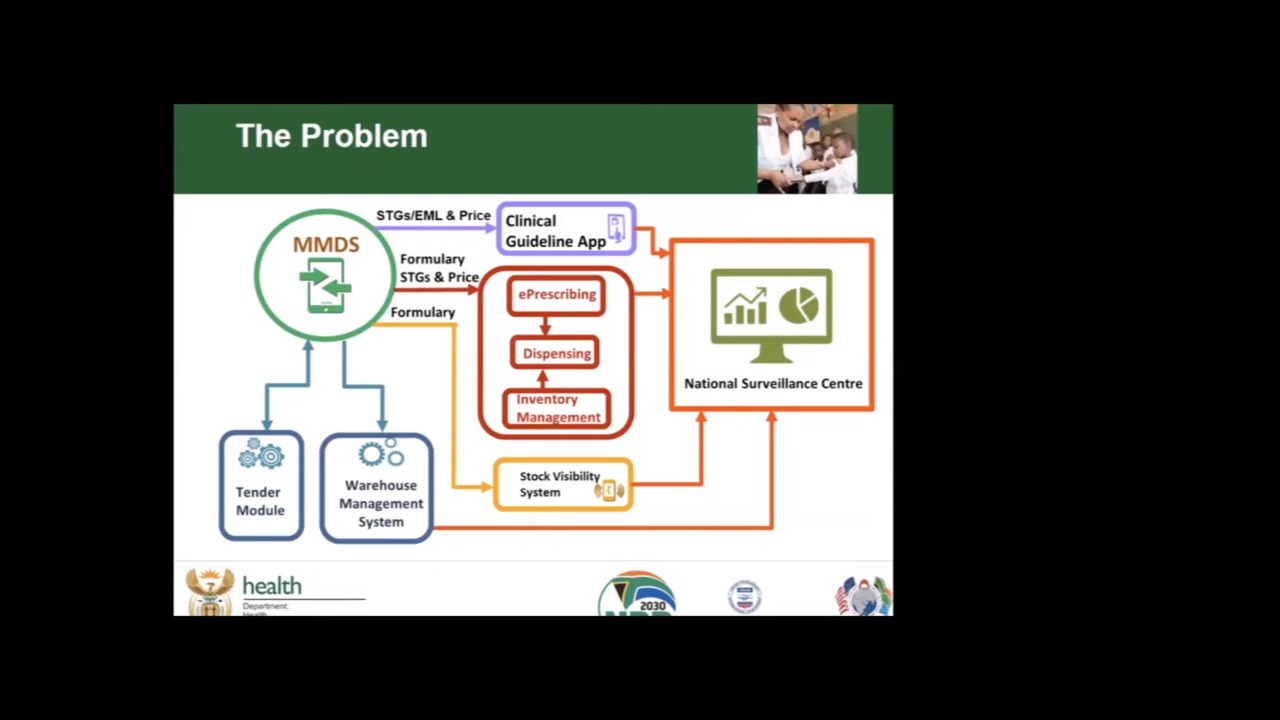 The Problem
MMDS
STGs/EML & Price
Clinical
Guideline App
Formulary
STGs & Price
Formulary
ePrescribing
Dispensing
Inventory
Management
National Surveillance Centre
Stock Visibility
System
Tender
Module
Warehouse
Management
System
health
Department:
Health
2030
NDP